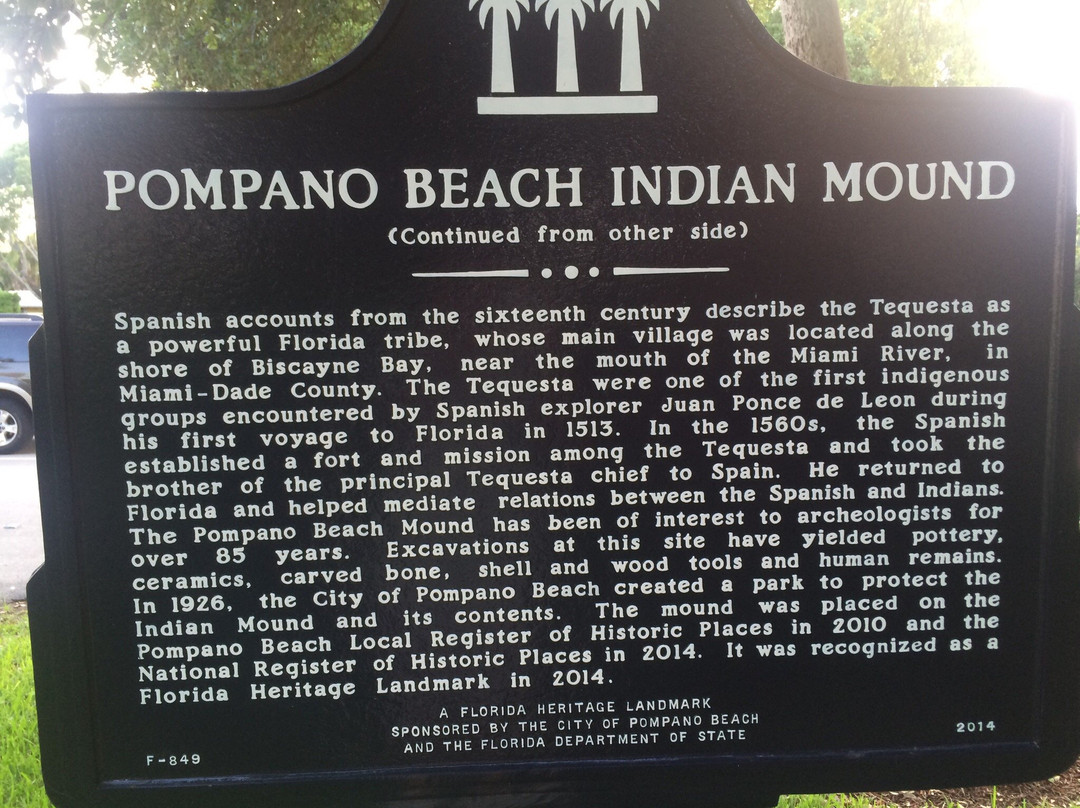 POMPANO BEACH INDIAN MOUND
(Continued from other side)
Spanish accounts from the sixteenth century describe the Tequesta as
a powerful Florida tribe, whose main village was located along the
shore of Biscayne Bay, near the mouth of the Miami River, in
Miami-Dade County. The Tequesta were one of the first indigenous
groups encountered by Spanish explorer Juan Ponce de Leon during
his first voyage to Florida in 1513. In the 1560s, the Spanish
established a fort and mission among the Tequesta and took the
brother of the principal Tequesta chief to Spain. He returned to
Florida and helped mediate relations between the Spanish and Indians.
The Pompano Beach Mound has been of interest to archeologists for
over 85 years. Excavations at this site have yielded pottery,
ceramics, carved bone, shell and wood tools and human remains.
In 1926, the City of Pompano Beach created a park to protect the
Indian Mound and its contents. The mound was placed on the
Pompano Beach Local Register of Historic Places in 2010 and the
National Register of Historic Places in 2014. It was recognized as a
Florida Heritage Landmark in 2014.
A FLORIDA HERITAGE LANDMARK
SPONSORED BY THE CITY OF POMPANO BEACH
AND THE FLORIDA DEPARTMENT OF STATE
F-849
2014